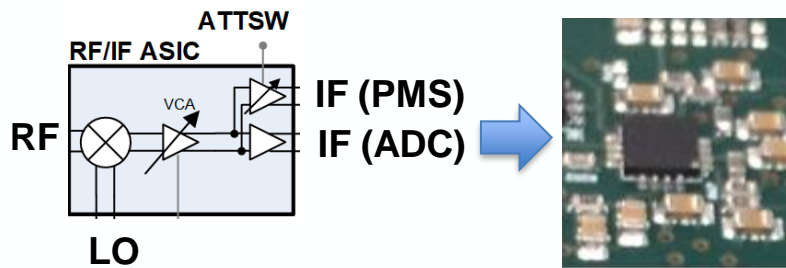 ATTSW
RF/IF ASIC
VCA
IF (PMS)
RF
IF (ADC)
LO